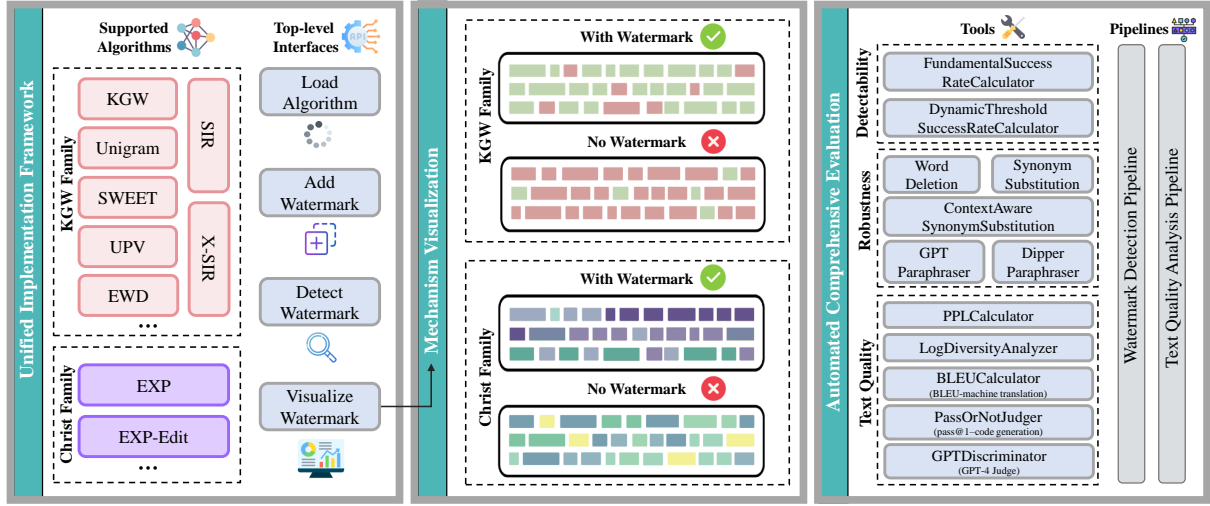 Unified Implementation Framework
Supported
Algorithms
Top-level
Interfaces
API
KGW Family
KGW
Unigram
SWEET
UPV
EWD
SIR
X-SIR
...
Christ Family
EXP
EXP-Edit
...
Load
Algorithm
Add
Watermark
Detect
Watermark
Visualize
Watermark
Mechanism Visualization
KGW Family
With Watermark
No Watermark
Christ Family
With Watermark
No Watermark
Automated Comprehensive Evaluation
Tools
Pipelines
Detectability
FundamentalSuccess
RateCalculator
DynamicThreshold
SuccessRateCalculator
Robustness
Word
Deletion
Synonym
Substitution
ContextAware
SynonymSubstitution
GPT
Paraphraser
Dipper
Paraphraser
Text Quality
PPLCalculator
LogDiversityAnalyzer
BLEUCalculator
(BLEU-machine translation)
PassOrNotJudger
(pass@1–code generation)
GPTDiscriminator
(GPT-4 Judge)
Watermark Detection Pipeline
Text Quality Analysis Pipeline